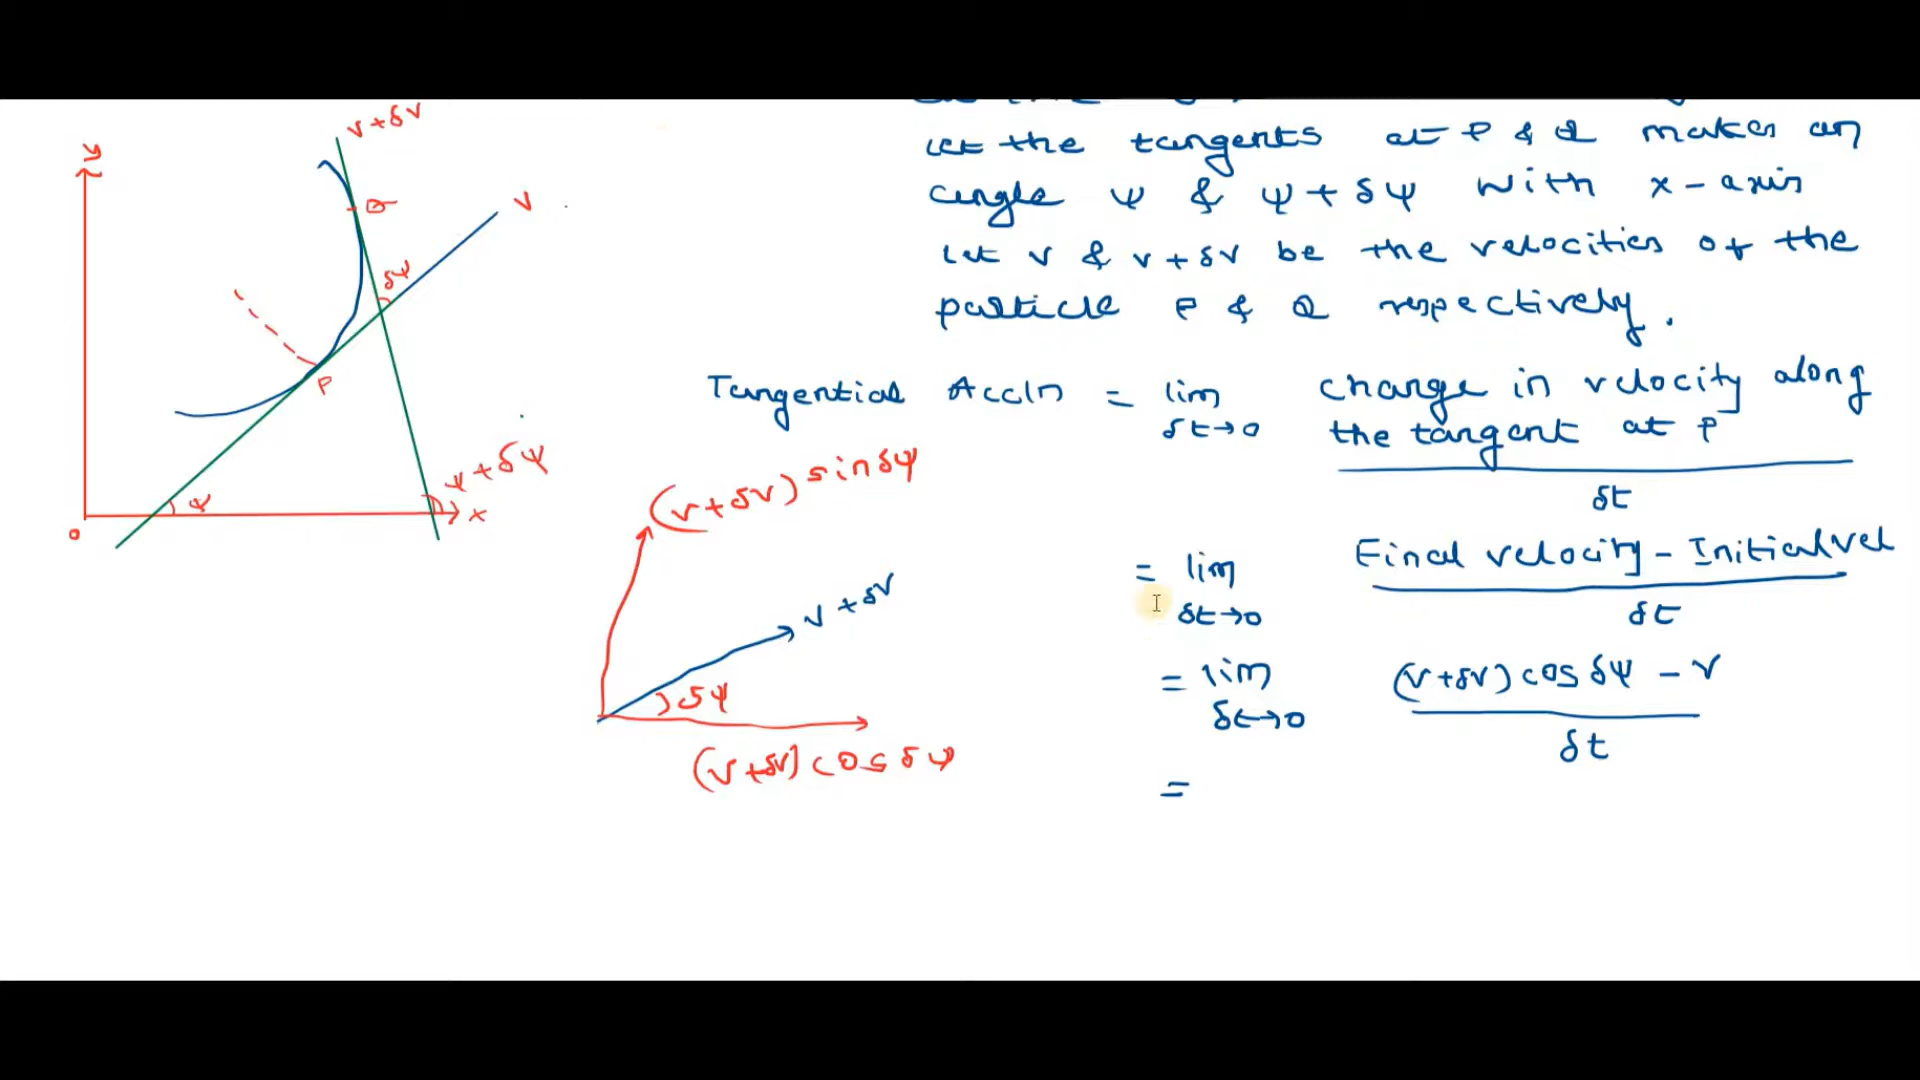 let the tangents at P & Q makes an
angle ψ & ψ + δψ with x-axis
let v & v + δv be the velocities of the
particle P & Q respectively.
Tangential Accln = lim δt→0 change in velocity along
the tangent at P
δt
= lim δt→0 Final velocity - Initial vel
δt
= lim δt→0 (v+δv) cos δψ - v
δt
=
y
v + δv
Q
v
δψ
P
ψ
ψ + δψ
x
o
(v+δv) sin δψ
v + δv
δψ
(v+δv) cos δψ